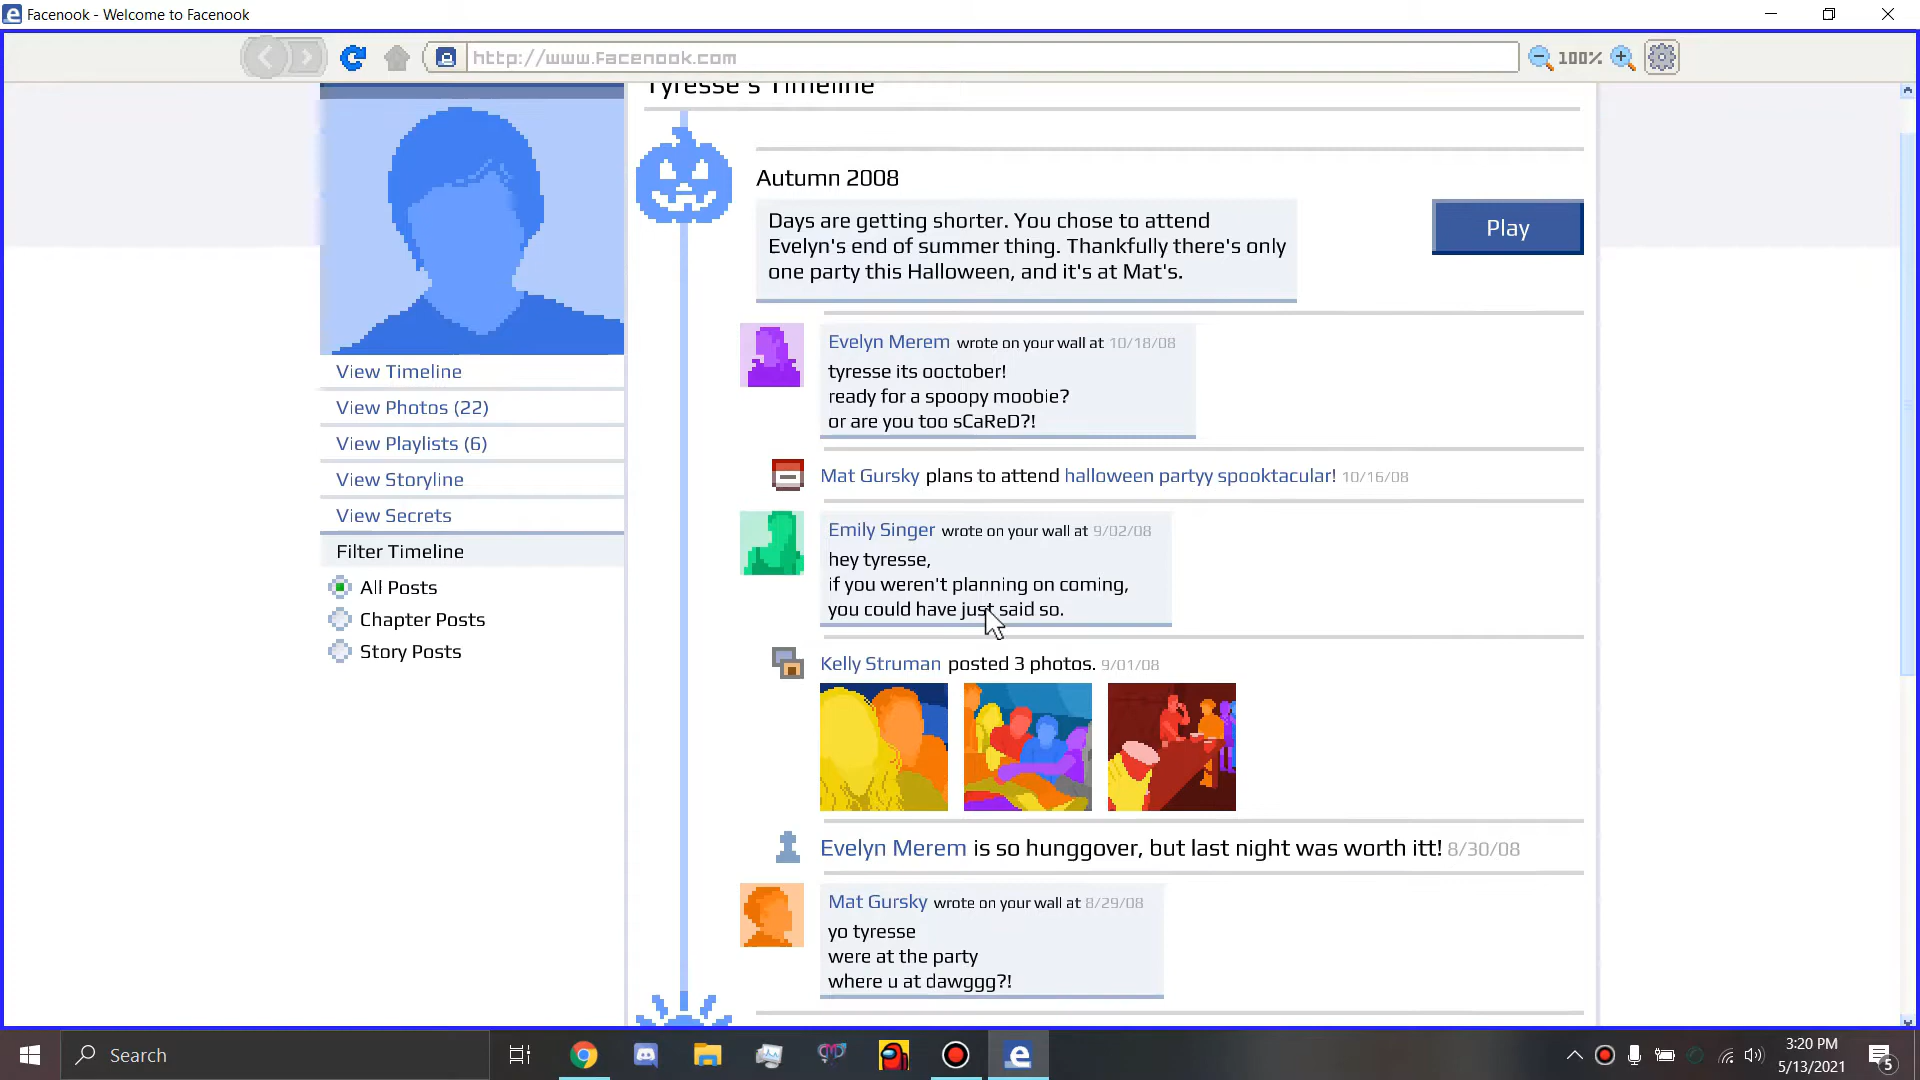 Facenook - Welcome to Facenook
http://www.Facenook.com
100%
Tyresse's Timeline
Autumn 2008
Days are getting shorter. You chose to attend
Evelyn's end of summer thing. Thankfully there's only
one party this Halloween, and it's at Mat's.
Play
Evelyn Merem wrote on your wall at 10/18/08
tyresse its ooctober!
ready for a spoopy moobie?
or are you too sCaReD?!
Mat Gursky plans to attend halloween partyy spooktacular! 10/16/08
Emily Singer wrote on your wall at 9/02/08
hey tyresse,
if you weren't planning on coming,
you could have just said so.
Kelly Struman posted 3 photos. 9/01/08
Evelyn Merem is so hunggover, but last night was worth itt! 8/30/08
Mat Gursky wrote on your wall at 8/29/08
yo tyresse
were at the party
where u at dawggg?!
View Timeline
View Photos (22)
View Playlists (6)
View Storyline
View Secrets
Filter Timeline
All Posts
Chapter Posts
Story Posts
Search
3:20 PM
5/13/2021
5